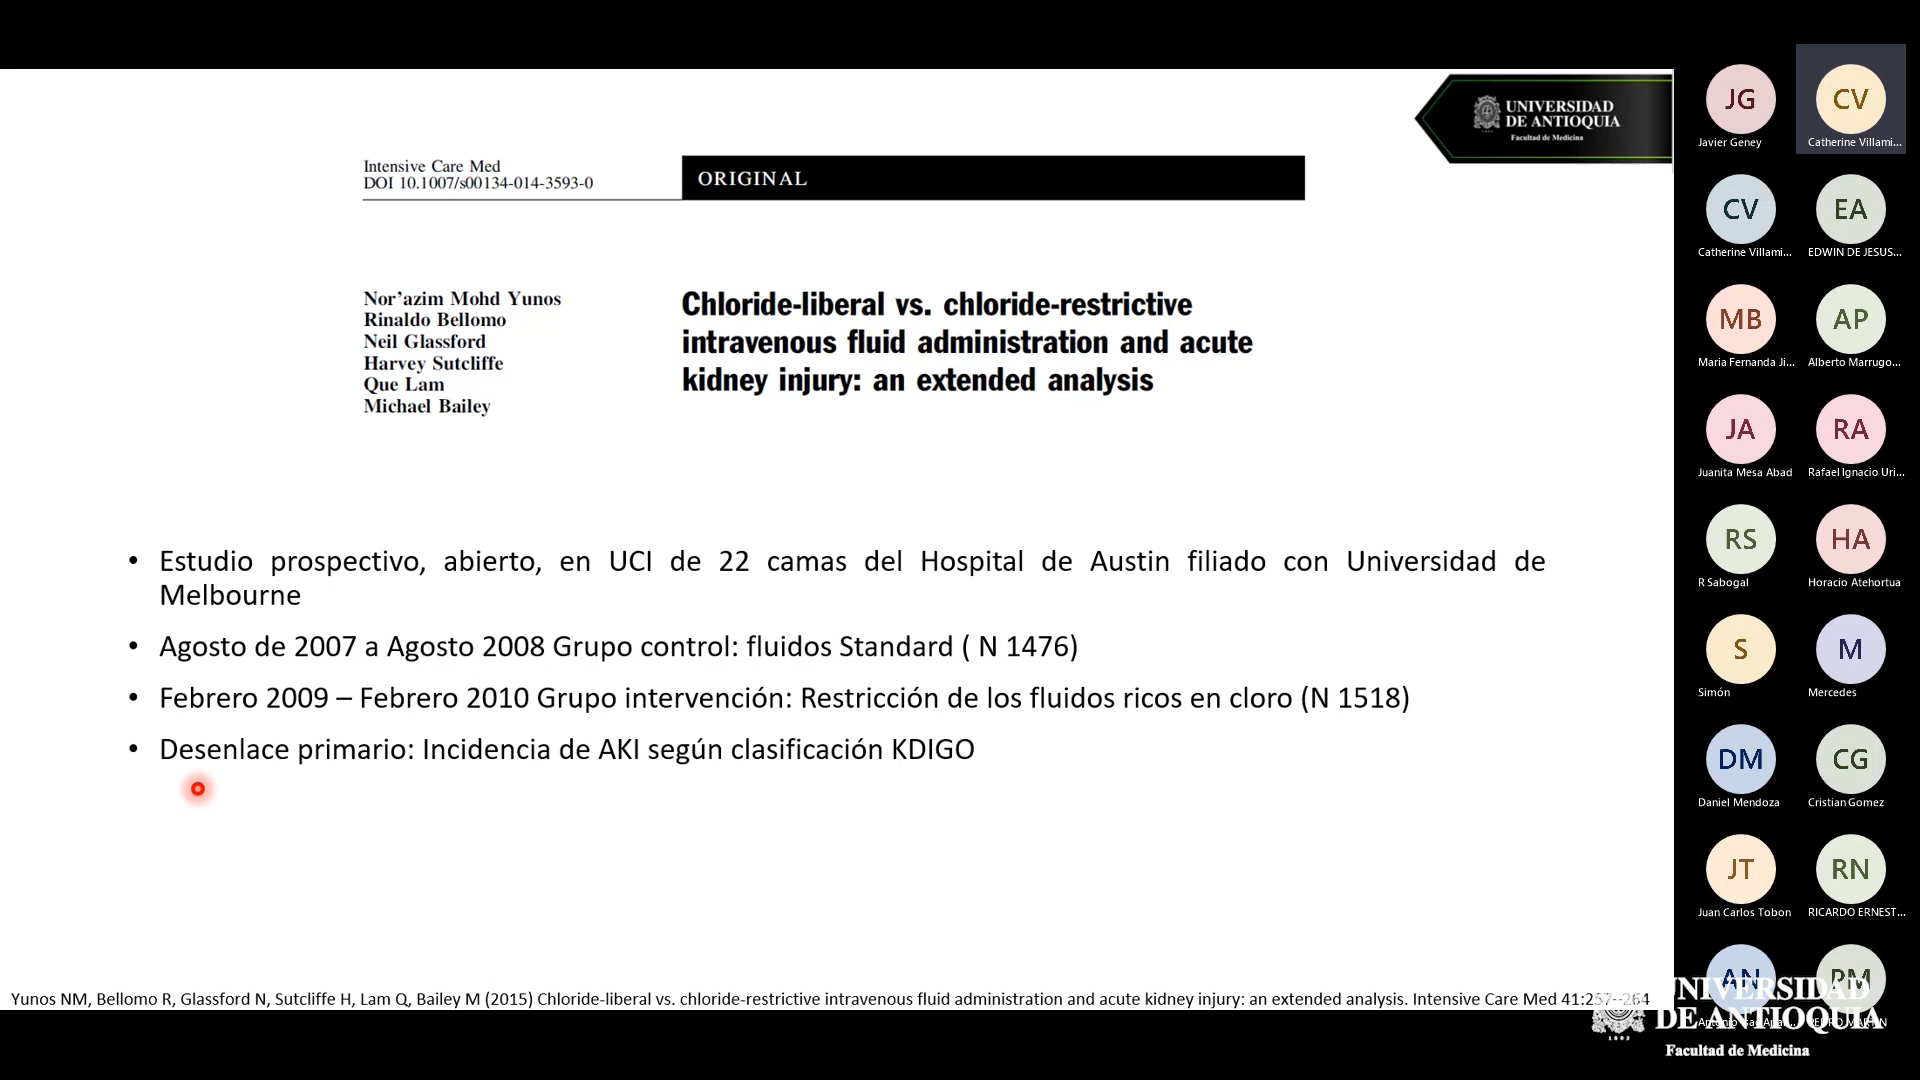 UNIVERSIDAD
DE ANTIOQUIA
Facultad de Medicina
Intensive Care Med
DOI 10.1007/s00134-014-3593-0
ORIGINAL
Nor’azim Mohd Yunos
Rinaldo Bellomo
Neil Glassford
Harvey Sutcliffe
Que Lam
Michael Bailey
Chloride-liberal vs. chloride-restrictive
intravenous fluid administration and acute
kidney injury: an extended analysis
• Estudio prospectivo, abierto, en UCI de 22 camas del Hospital de Austin filiado con Universidad de
Melbourne
• Agosto de 2007 a Agosto 2008 Grupo control: fluidos Standard ( N 1476)
• Febrero 2009 – Febrero 2010 Grupo intervención: Restricción de los fluidos ricos en cloro (N 1518)
• Desenlace primario: Incidencia de AKI según clasificación KDIGO
Yunos NM, Bellomo R, Glassford N, Sutcliffe H, Lam Q, Bailey M (2015) Chloride-liberal vs. chloride-restrictive intravenous fluid administration and acute kidney injury: an extended analysis. Intensive Care Med 41:257–264
JG
Javier Geney
CV
Catherine Villami...
CV
Catherine Villami...
EA
EDWIN DE JESUS...
MB
Maria Fernanda Ji...
AP
Alberto Marrugo...
JA
Juanita Mesa Abad
RA
Rafael Ignacio Uri...
RS
R Sabogal
HA
Horacio Atehortua
S
Simón
M
Mercedes
DM
Daniel Mendoza
CG
Cristian Gomez
JT
Juan Carlos Tobon
RN
RICARDO ERNEST...
AN
RM
UNIVERSIDAD
DE ANTIOQUIA
1803
Facultad de Medicina